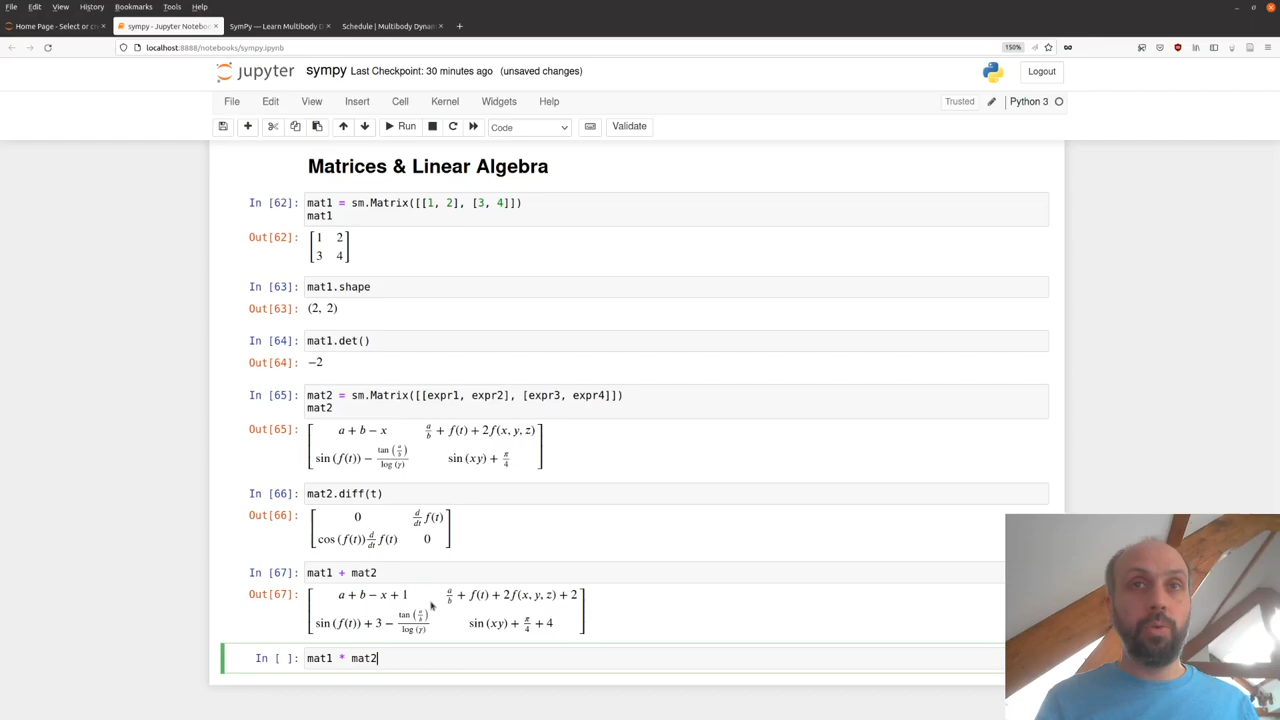 File Edit View History Bookmarks Tools Help
Home Page - Select or cr × sympy - Jupyter Notebo × SymPy — Learn Multibody D × Schedule | Multibody Dyna × +
localhost:8888/notebooks/sympy.ipynb 150%
jupyter sympy Last Checkpoint: 30 minutes ago (unsaved changes) Logout
File Edit View Insert Cell Kernel Widgets Help Trusted Python 3
Run Code Validate
Matrices & Linear Algebra
In [62]: mat1 = sm.Matrix([[1, 2], [3, 4]])
mat1
Out[62]: [1 2
3 4]
In [63]: mat1.shape
Out[63]: (2, 2)
In [64]: mat1.det()
Out[64]: −2
In [65]: mat2 = sm.Matrix([[expr1, expr2], [expr3, expr4]])
mat2
Out[65]: [a + b − x a/b + f(t) + 2f(x, y, z)
sin (f(t)) − tan (a/b)/log (γ) sin (xy) + π/4]
In [66]: mat2.diff(t)
Out[66]: [0 d/dt f(t)
cos (f(t)) d/dt f(t) 0]
In [67]: mat1 + mat2
Out[67]: [a + b − x + 1 a/b + f(t) + 2f(x, y, z) + 2
sin (f(t)) + 3 − tan (a/b)/log (γ) sin (xy) + π/4 + 4]
In [ ]: mat1 * mat2